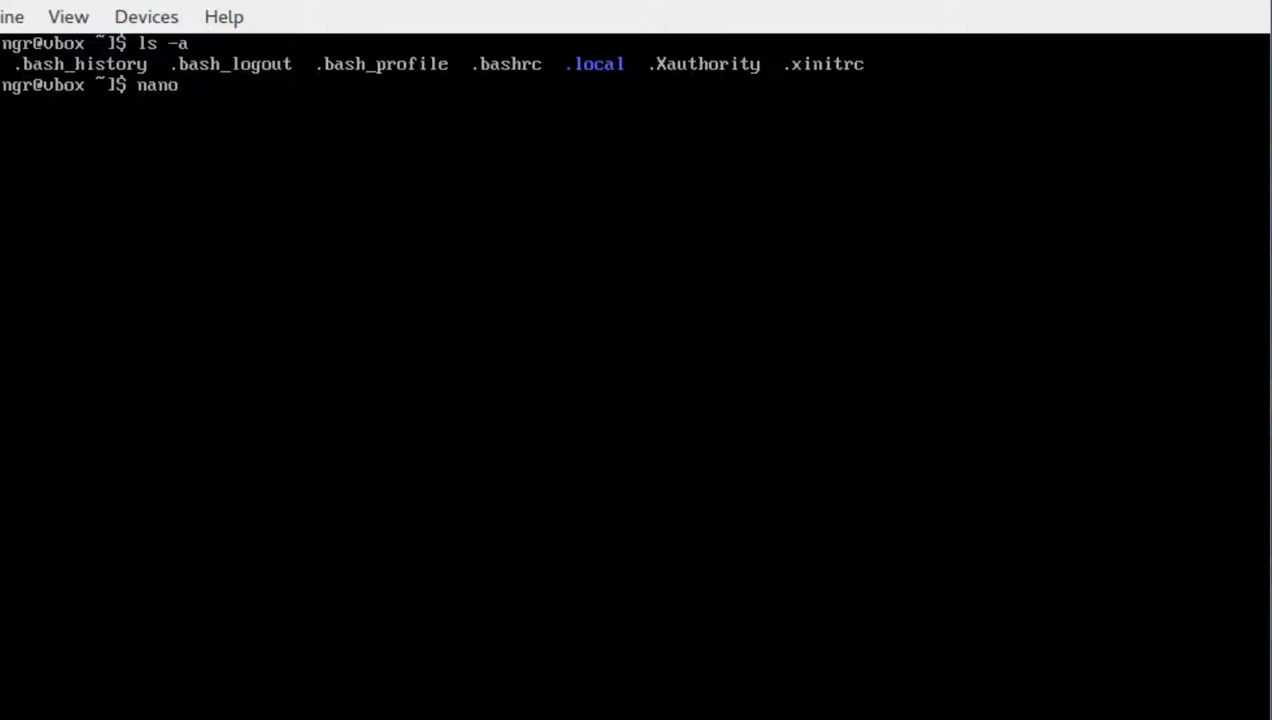 ine View Devices Help
ngr@vbox ~]$ ls -a
.bash_history .bash_logout .bash_profile .bashrc .local .Xauthority .xinitrc
ngr@vbox ~]$ nano